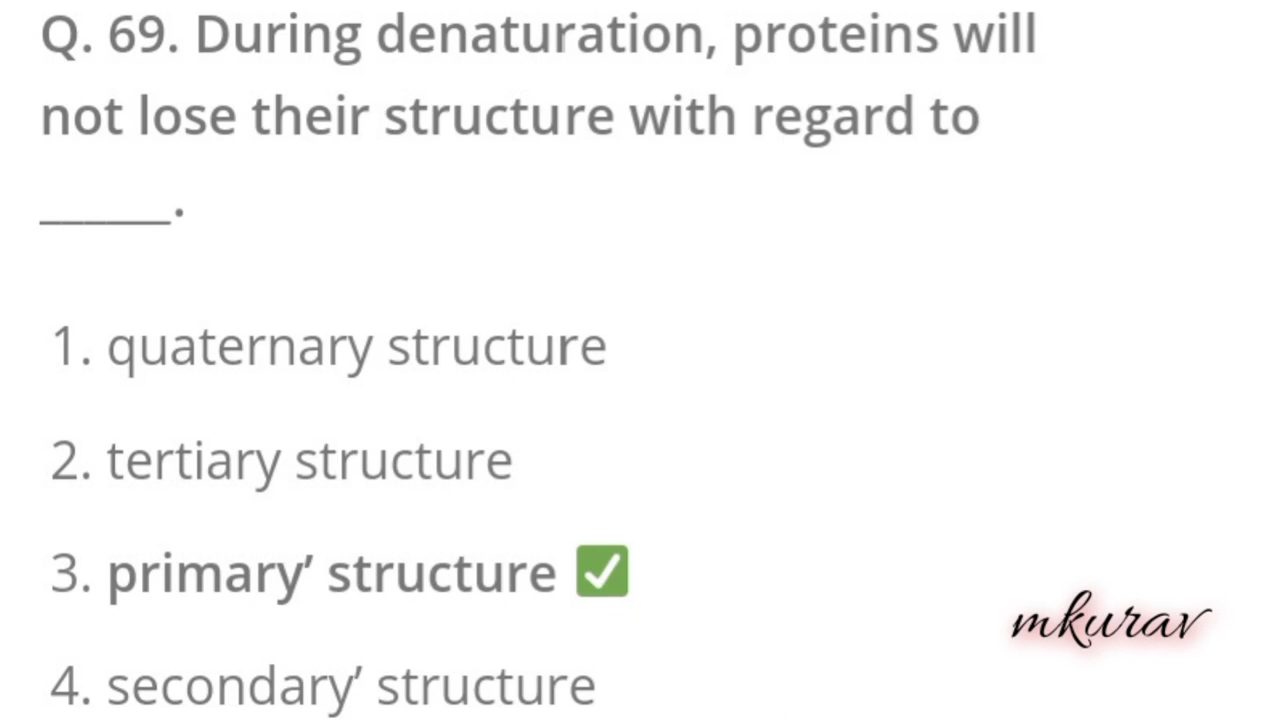 Q. 69. During denaturation, proteins will
not lose their structure with regard to
______.
1. quaternary structure
2. tertiary structure
3. primary’ structure ✅
4. secondary’ structure
mkurav